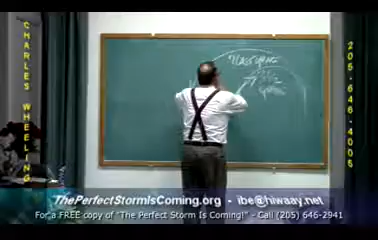 CHARLES WHEELING
205-646-4005
ThePerfectStormIsComing.org - ibe@hiwaay.net
For a FREE copy of "The Perfect Storm Is Coming!" - Call (205) 646-2941